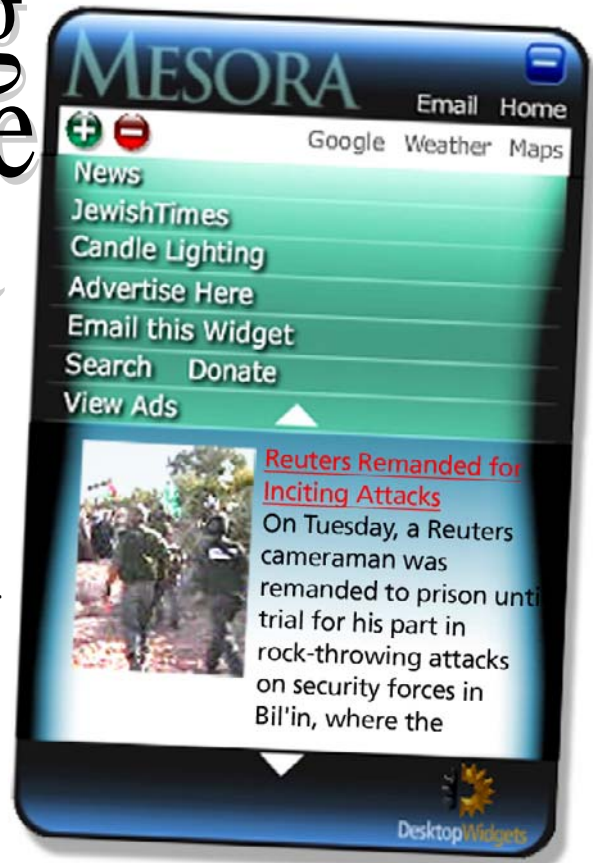 g
e
MESORA
Email Home
Google Weather Maps
News
JewishTimes
Candle Lighting
Advertise Here
Email this Widget
Search Donate
View Ads
Reuters Remanded for
Inciting Attacks
On Tuesday, a Reuters
cameraman was
remanded to prison unti
trial for his part in
rock-throwing attacks
on security forces in
Bil'in, where the
DesktopWidgets